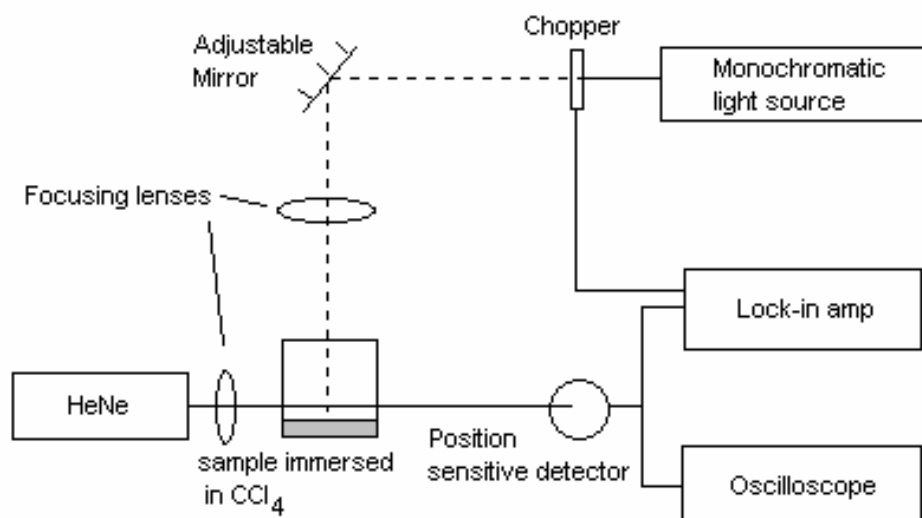 Adjustable
Mirror
Chopper
Monochromatic
light source
Focusing lenses
Lock-in amp
HeNe
sample immersed
in CCl4
Position
sensitive detector
Oscilloscope